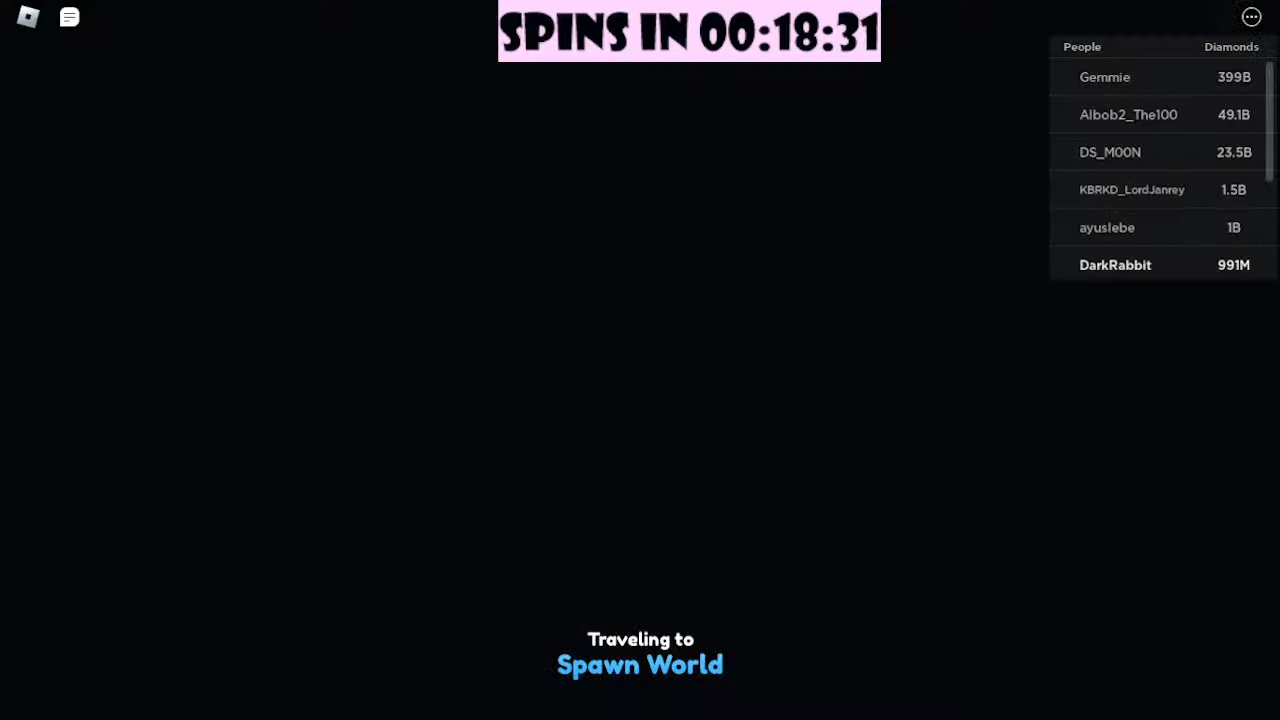 SPINS IN 00:18:31
People Diamonds
Gemmie 399B
Albob2_The100 49.1B
DS_M00N 23.5B
KBRKD_LordJanrey 1.5B
ayuslebe 1B
DarkRabbit 991M
Traveling to
Spawn World